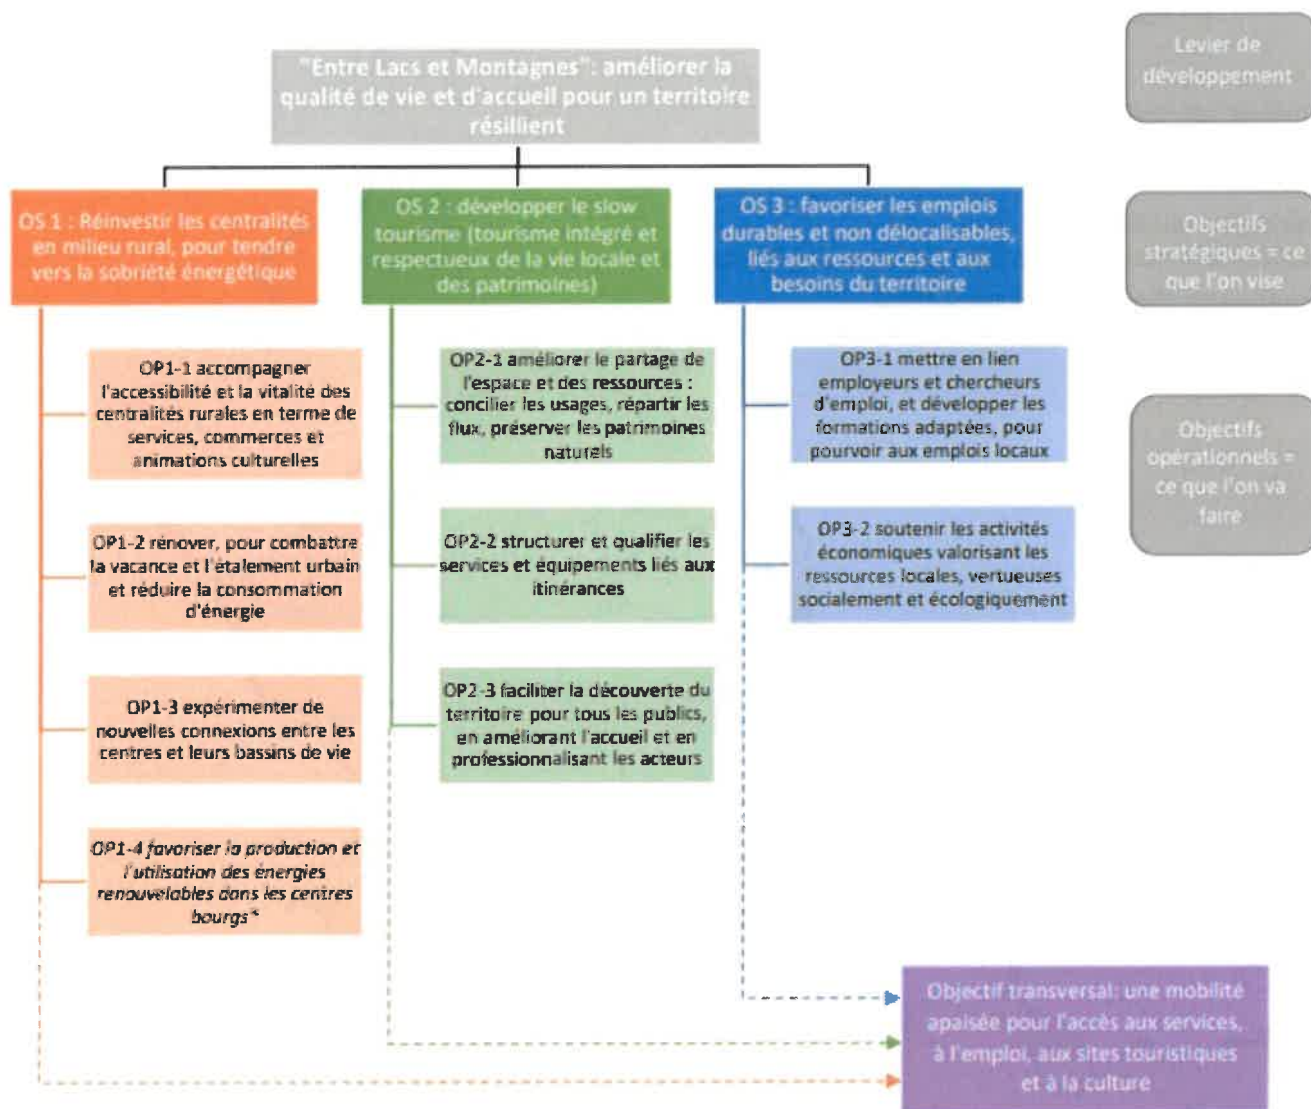 "Entre Lacs et Montagnes": améliorer la
qualité de vie et d'accueil pour un territoire
résillient
Levier de
développement
OS 1 : Réinvestir les centralités
en milieu rural, pour tendre
vers la sobriété énergétique
OS 2 : développer le slow
tourisme (tourisme intégré et
respectueux de la vie locale et
des patrimoines)
OS 3 : favoriser les emplois
durables et non délocalisables,
liés aux ressources et aux
besoins du territoire
Objectifs
stratégiques = ce
que l'on vise
OP1-1 accompagner
l'accessibilité et la vitalité des
centralités rurales en terme de
services, commerces et
animations culturelles
OP2-1 améliorer le partage de
l'espace et des ressources :
concilier les usages, répartir les
flux, préserver les patrimoines
naturels
OP3-1 mettre en lien
employeurs et chercheurs
d'emploi, et développer les
formations adaptées, pour
pourvoir aux emplois locaux
Objectifs
opérationnels =
ce que l'on va
faire
OP1-2 rénover, pour combattre
la vacance et l'étalement urbain
et réduire la consommation
d'énergie
OP2-2 structurer et qualifier les
services et équipements liés aux
itinérances
OP3-2 soutenir les activités
économiques valorisant les
ressources locales, vertueuses
socialement et écologiquement
OP1-3 expérimenter de
nouvelles connexions entre les
centres et leurs bassins de vie
OP2-3 faciliter la découverte du
territoire pour tous les publics,
en améliorant l'accueil et en
professionnalisant les acteurs
OP1-4 favoriser la production et
l'utilisation des énergies
renouvelables dans les centres
bourgs*
Objectif transversal: une mobilité
apaisée pour l'accès aux services,
à l'emploi, aux sites touristiques
et à la culture